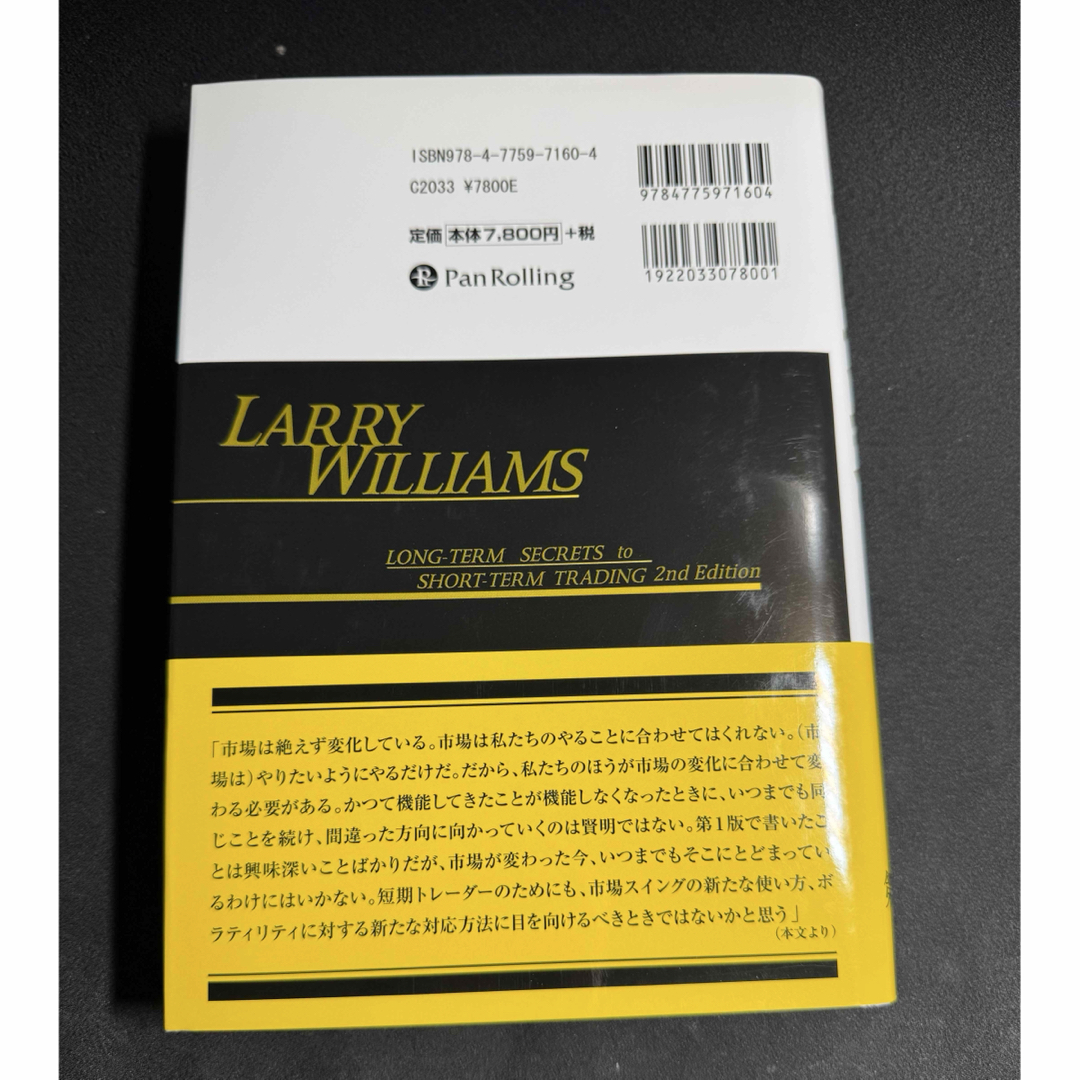 ISBN978-4-7759-7160-4
C2033 ¥7800E
9784775971604
定価 本体7,800円 +税
1922033078001
PanRolling
LARRY
WILLIAMS
LONG-TERM SECRETS to
SHORT-TERM TRADING 2nd Edition
「市場は絶えず変化している。市場は私たちのやることに合わせてはくれない。(市
場は)やりたいようにやるだけだ。だから、私たちのほうが市場の変化に合わせて変
わる必要がある。かつて機能してきたことが機能しなくなったときに、いつまでも同
じことを続け、間違った方向に向かっていくのは賢明ではない。第1版で書いたこ
とは興味深いことばかりだが、市場が変わった今、いつまでもそこにとどまってい
るわけにはいかない。短期トレーダーのためにも、市場スイングの新たな使い方、ボ
ラティリティに対する新たな対応方法に目を向けるべきときではないかと思う」
(本文より)